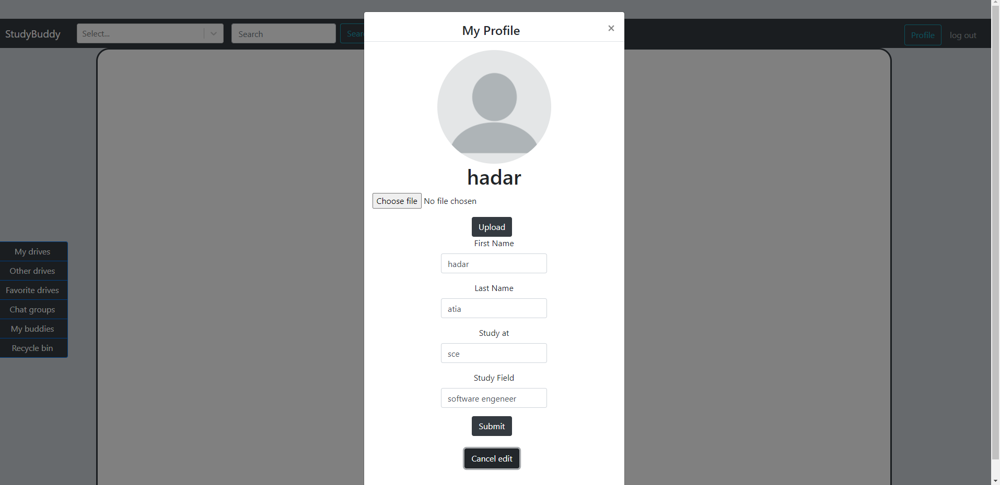 My Profile
×
StudyBuddy
Select...
Search
Profile
log out
hadar
Choose file No file chosen
Upload
First Name
hadar
Last Name
atia
Study at
sce
Study Field
software engeneer
Submit
Cancel edit
My drives
Other drives
Favorite drives
Chat groups
My buddies
Recycle bin